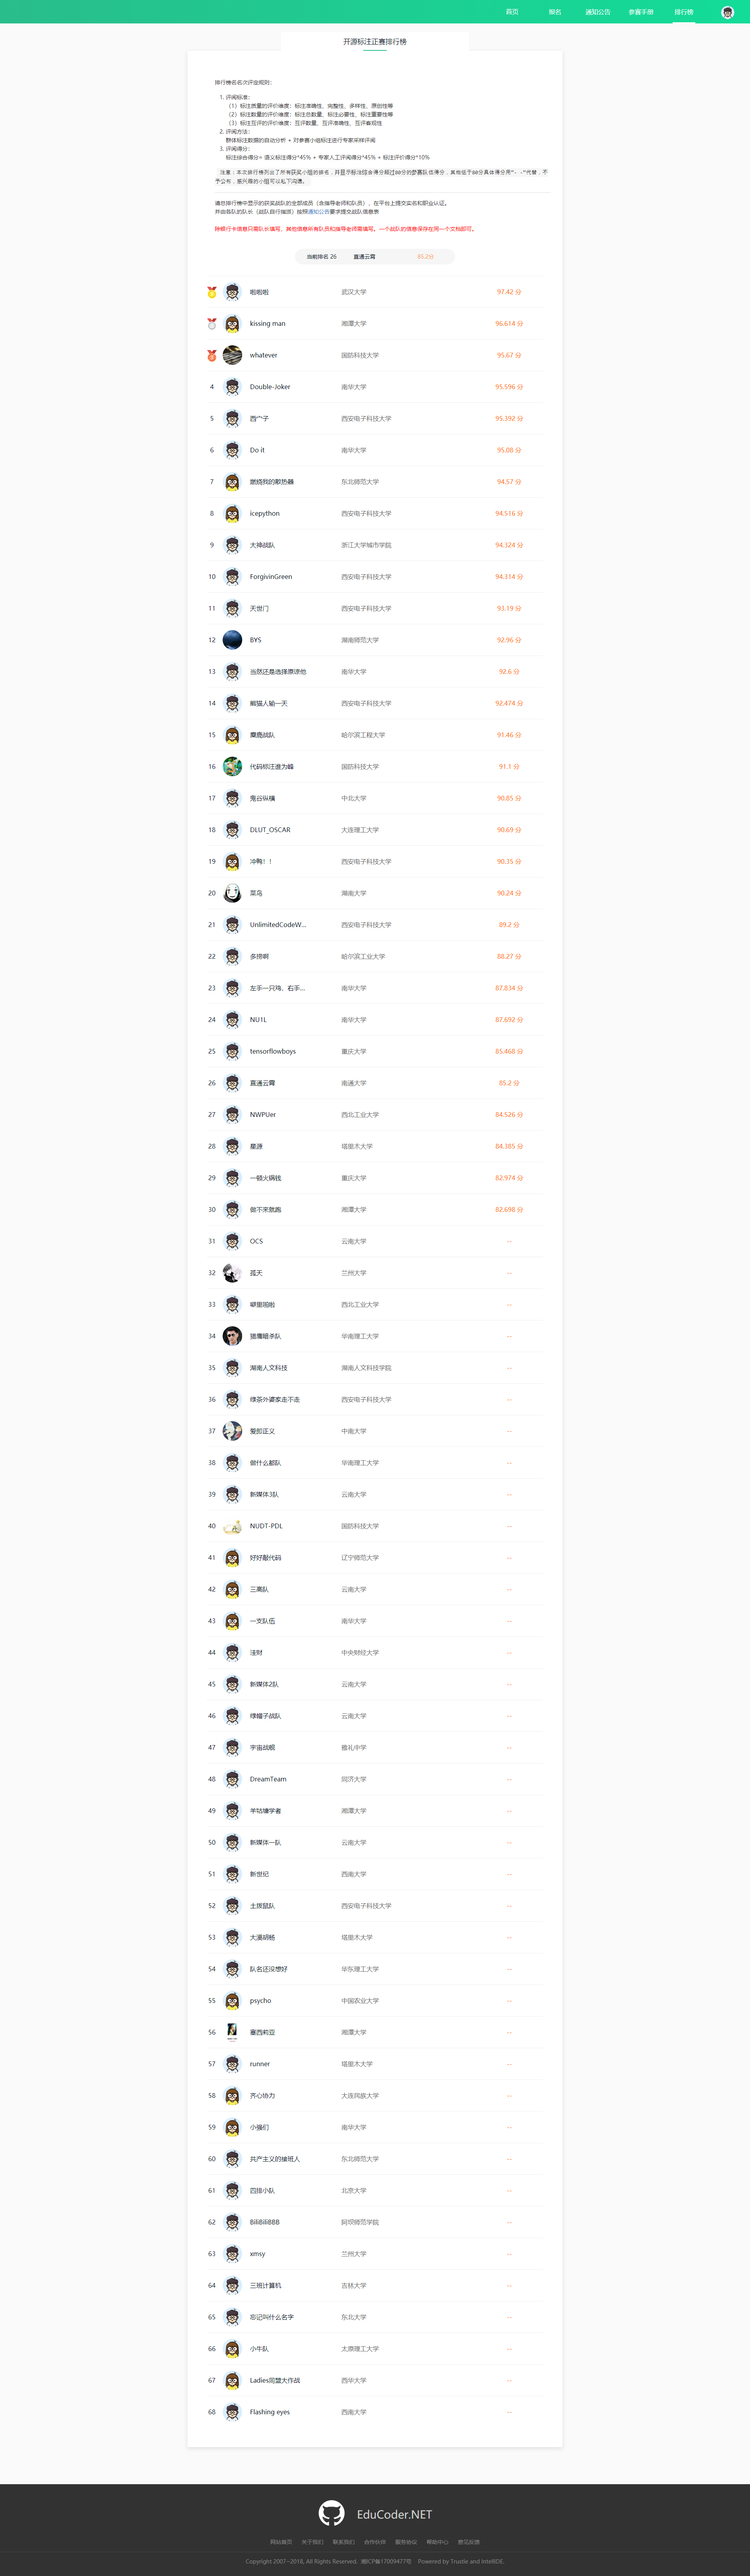 首页 报名 通知公告 参赛手册 排行榜
开源标注正赛排行榜
排行榜名名次评定规则:
1. 评阅标准:
（1）标注质量的评价维度：标注准确性，完整性，多样性，原创性等
（2）标注数量的评价维度：标注总数量，标注必要性，标注重要性等
（3）标注互评的评价维度：互评数量，互评准确性，互评客观性
2. 评阅方法:
群体标注数据的自动分析 + 对参赛小组标注进行专家采样评阅
3. 评阅得分:
标注综合得分= 语义标注得分*45% + 专家人工评阅得分*45% + 标注评价得分*10%
注意：本次排行榜列出了所有获奖小组的排名，并显示标注综合得分超过80分的参赛队伍得分，其他低于80分具体得分用"- -"代替，不
予公布，感兴趣的小组可以私下沟通。
请总排行榜中显示的获奖战队的全部成员（含指导老师和队员），在平台上提交实名和职业认证。
并由每队的队长（战队自行推选）按照通知公告要求提交战队信息表
除银行卡信息只需队长填写，其他信息所有队员和指导老师需填写。一个战队的信息保存在同一个文档即可。
当前排名 26 直通云霄 85.2分
啦啦啦 武汉大学 97.42 分
kissing man 湘潭大学 96.614 分
whatever 国防科技大学 95.67 分
4 Double-Joker 南华大学 95.596 分
5 西宀子 西安电子科技大学 95.392 分
6 Do it 南华大学 95.08 分
7 燃烧我的散热器 东北师范大学 94.57 分
8 icepython 西安电子科技大学 94.516 分
9 大神战队 浙江大学城市学院 94.324 分
10 ForgivinGreen 西安电子科技大学 94.314 分
11 天世门 西安电子科技大学 93.19 分
12 BYS 湖南师范大学 92.96 分
13 当然还是选择原谅他 南华大学 92.6 分
14 熊猫人输一天 西安电子科技大学 92.474 分
15 麋鹿战队 哈尔滨工程大学 91.46 分
16 代码标注谁为峰 国防科技大学 91.1 分
17 鬼谷纵横 中北大学 90.85 分
18 DLUT_OSCAR 大连理工大学 90.69 分
19 冲鸭！！ 西安电子科技大学 90.35 分
20 菜鸟 湖南大学 90.24 分
21 UnlimitedCodeW... 西安电子科技大学 89.2 分
22 多捞啊 哈尔滨工业大学 88.27 分
23 左手一只鸡，右手... 南华大学 87.834 分
24 NU1L 南华大学 87.692 分
25 tensorflowboys 重庆大学 85.468 分
26 直通云霄 南通大学 85.2 分
27 NWPUer 西北工业大学 84.526 分
28 星源 塔里木大学 84.385 分
29 一顿火锅钱 重庆大学 82.974 分
30 做不来就跑 湘潭大学 82.698 分
31 OCS 云南大学 --
32 孤天 兰州大学 --
33 噼里啪啦 西北工业大学 --
34 猎鹰暗杀队 华南理工大学 --
35 湖南人文科技 湖南人文科技学院 --
36 绿茶外婆家走不走 西安电子科技大学 --
37 爱即正义 中南大学 --
38 做什么都队 华南理工大学 --
39 新媒体3队 云南大学 --
40 NUDT-PDL 国防科技大学 --
41 好好敲代码 辽宁师范大学 --
42 三高队 云南大学 --
43 一支队伍 南华大学 --
44 洼财 中央财经大学 --
45 新媒体2队 云南大学 --
46 绿帽子战队 云南大学 --
47 宇宙战舰 雅礼中学 --
48 DreamTeam 同济大学 --
49 羊牯塘学者 湘潭大学 --
50 新媒体一队 云南大学 --
51 新世纪 西南大学 --
52 土拨鼠队 西安电子科技大学 --
53 大漠胡杨 塔里木大学 --
54 队名还没想好 华东理工大学 --
55 psycho 中国农业大学 --
56 塞西莉亚 湘潭大学 --
57 runner 塔里木大学 --
58 齐心协力 大连民族大学 --
59 小强们 南华大学 --
60 共产主义的接班人 东北师范大学 --
61 四排小队 北京大学 --
62 BiliBiliBBB 阿坝师范学院 --
63 xmsy 兰州大学 --
64 三班计算机 吉林大学 --
65 忘记叫什么名字 东北大学 --
66 小牛队 太原理工大学 --
67 Ladies同盟大作战 西华大学 --
68 Flashing eyes 西南大学 --
EduCoder.NET
网站首页 关于我们 联系我们 合作伙伴 服务协议 帮助中心 意见反馈
Copyright 2007~2018, All Rights Reserved. 湘ICP备17009477号 Powered by Trustie and InteliDE.